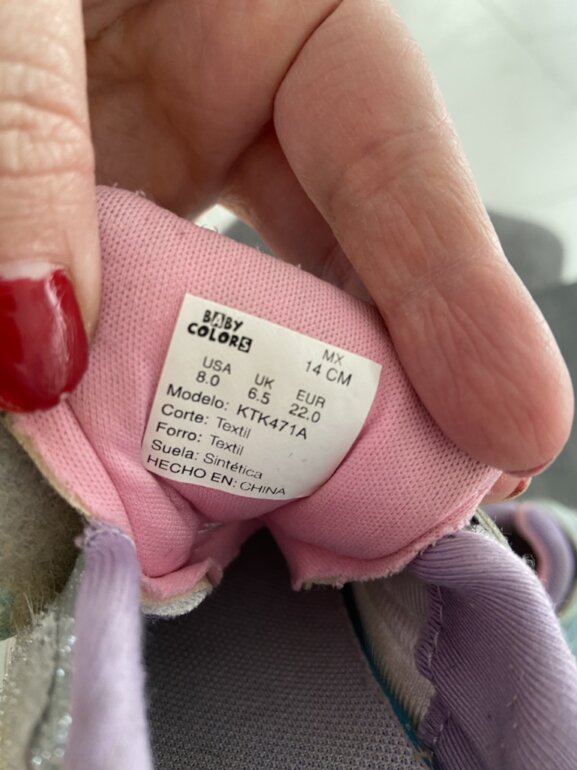 BABY
COLORS
MX
14 CM
USA UK EUR
8.0 6.5 22.0
Modelo: KTK471A
Corte: Textil
Forro: Textil
Suela: Sintética
HECHO EN: CHINA